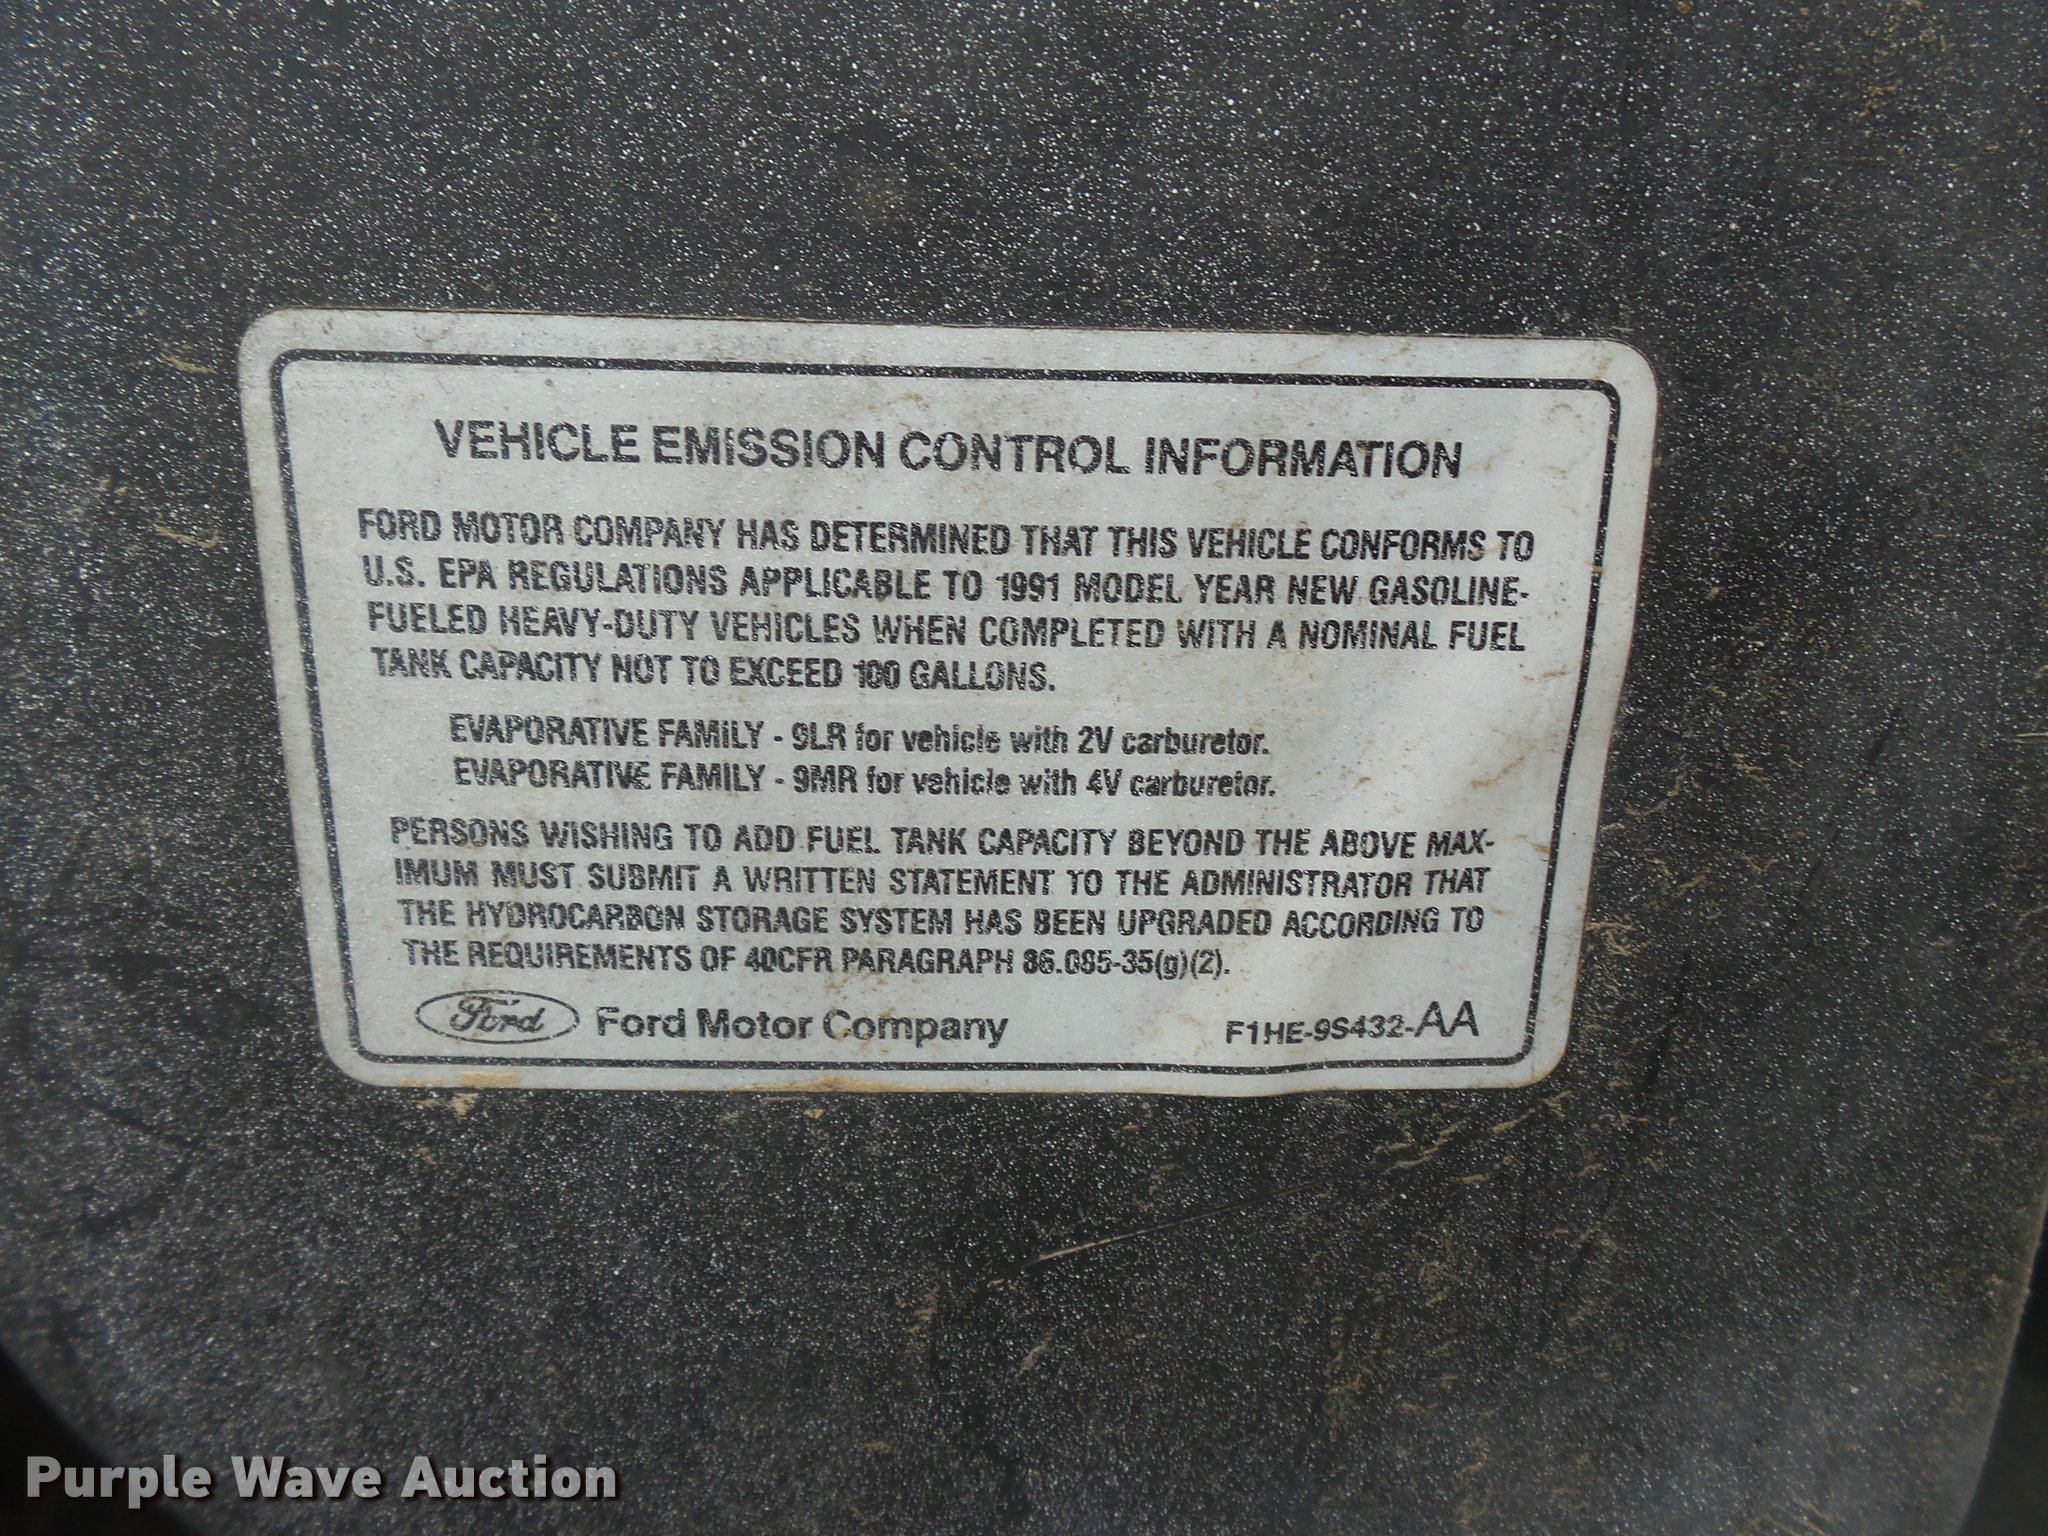 VEHICLE EMISSION CONTROL INFORMATION
FORD MOTOR COMPANY HAS DETERMINED THAT THIS VEHICLE CONFORMS TO
U.S. EPA REGULATIONS APPLICABLE TO 1991 MODEL YEAR NEW GASOLINE-
FUELED HEAVY-DUTY VEHICLES WHEN COMPLETED WITH A NOMINAL FUEL
TANK CAPACITY NOT TO EXCEED 100 GALLONS.
EVAPORATIVE FAMILY - 9LR for vehicle with 2V carburetor.
EVAPORATIVE FAMILY - 9MR for vehicle with 4V carburetor.
PERSONS WISHING TO ADD FUEL TANK CAPACITY BEYOND THE ABOVE MAX-
IMUM MUST SUBMIT A WRITTEN STATEMENT TO THE ADMINISTRATOR THAT
THE HYDROCARBON STORAGE SYSTEM HAS BEEN UPGRADED ACCORDING TO
THE REQUIREMENTS OF 40CFR PARAGRAPH 86.085-35(g)(2).
Ford Ford Motor Company F1HE-9S432-AA
Purple Wave Auction